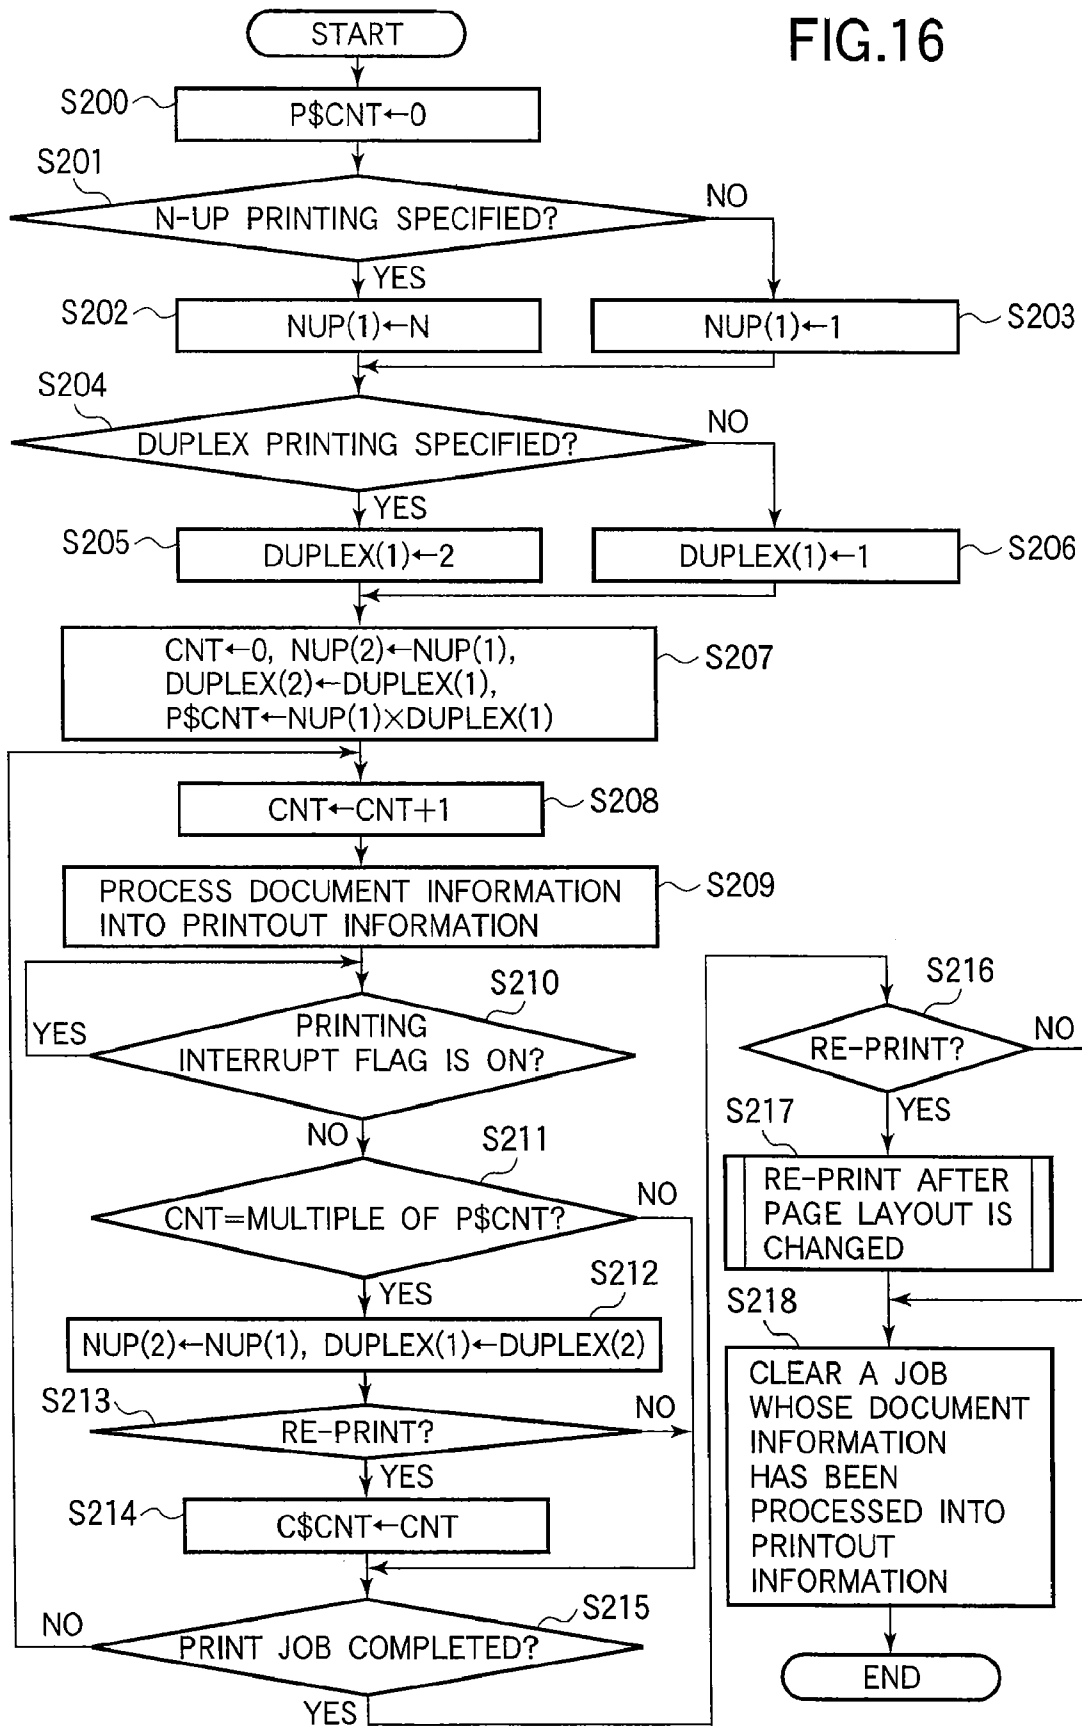 FIG.16
START
S200
P$CNT←0
S201
N-UP PRINTING SPECIFIED?
NO
YES
S202
NUP(1)←N
NUP(1)←1
S203
S204
DUPLEX PRINTING SPECIFIED?
NO
YES
S205
DUPLEX(1)←2
DUPLEX(1)←1
S206
CNT←0, NUP(2)←NUP(1),
DUPLEX(2)←DUPLEX(1),
P$CNT←NUP(1)×DUPLEX(1)
S207
CNT←CNT+1
S208
PROCESS DOCUMENT INFORMATION
INTO PRINTOUT INFORMATION
S209
S210
PRINTING
INTERRUPT FLAG IS ON?
YES
NO
S211
CNT=MULTIPLE OF P$CNT?
NO
YES
S212
NUP(2)←NUP(1), DUPLEX(1)←DUPLEX(2)
S213
RE-PRINT?
NO
YES
S214
C$CNT←CNT
S215
PRINT JOB COMPLETED?
NO
YES
S216
RE-PRINT?
NO
YES
S217
RE-PRINT AFTER
PAGE LAYOUT IS
CHANGED
S218
CLEAR A JOB
WHOSE DOCUMENT
INFORMATION
HAS BEEN
PROCESSED INTO
PRINTOUT
INFORMATION
END